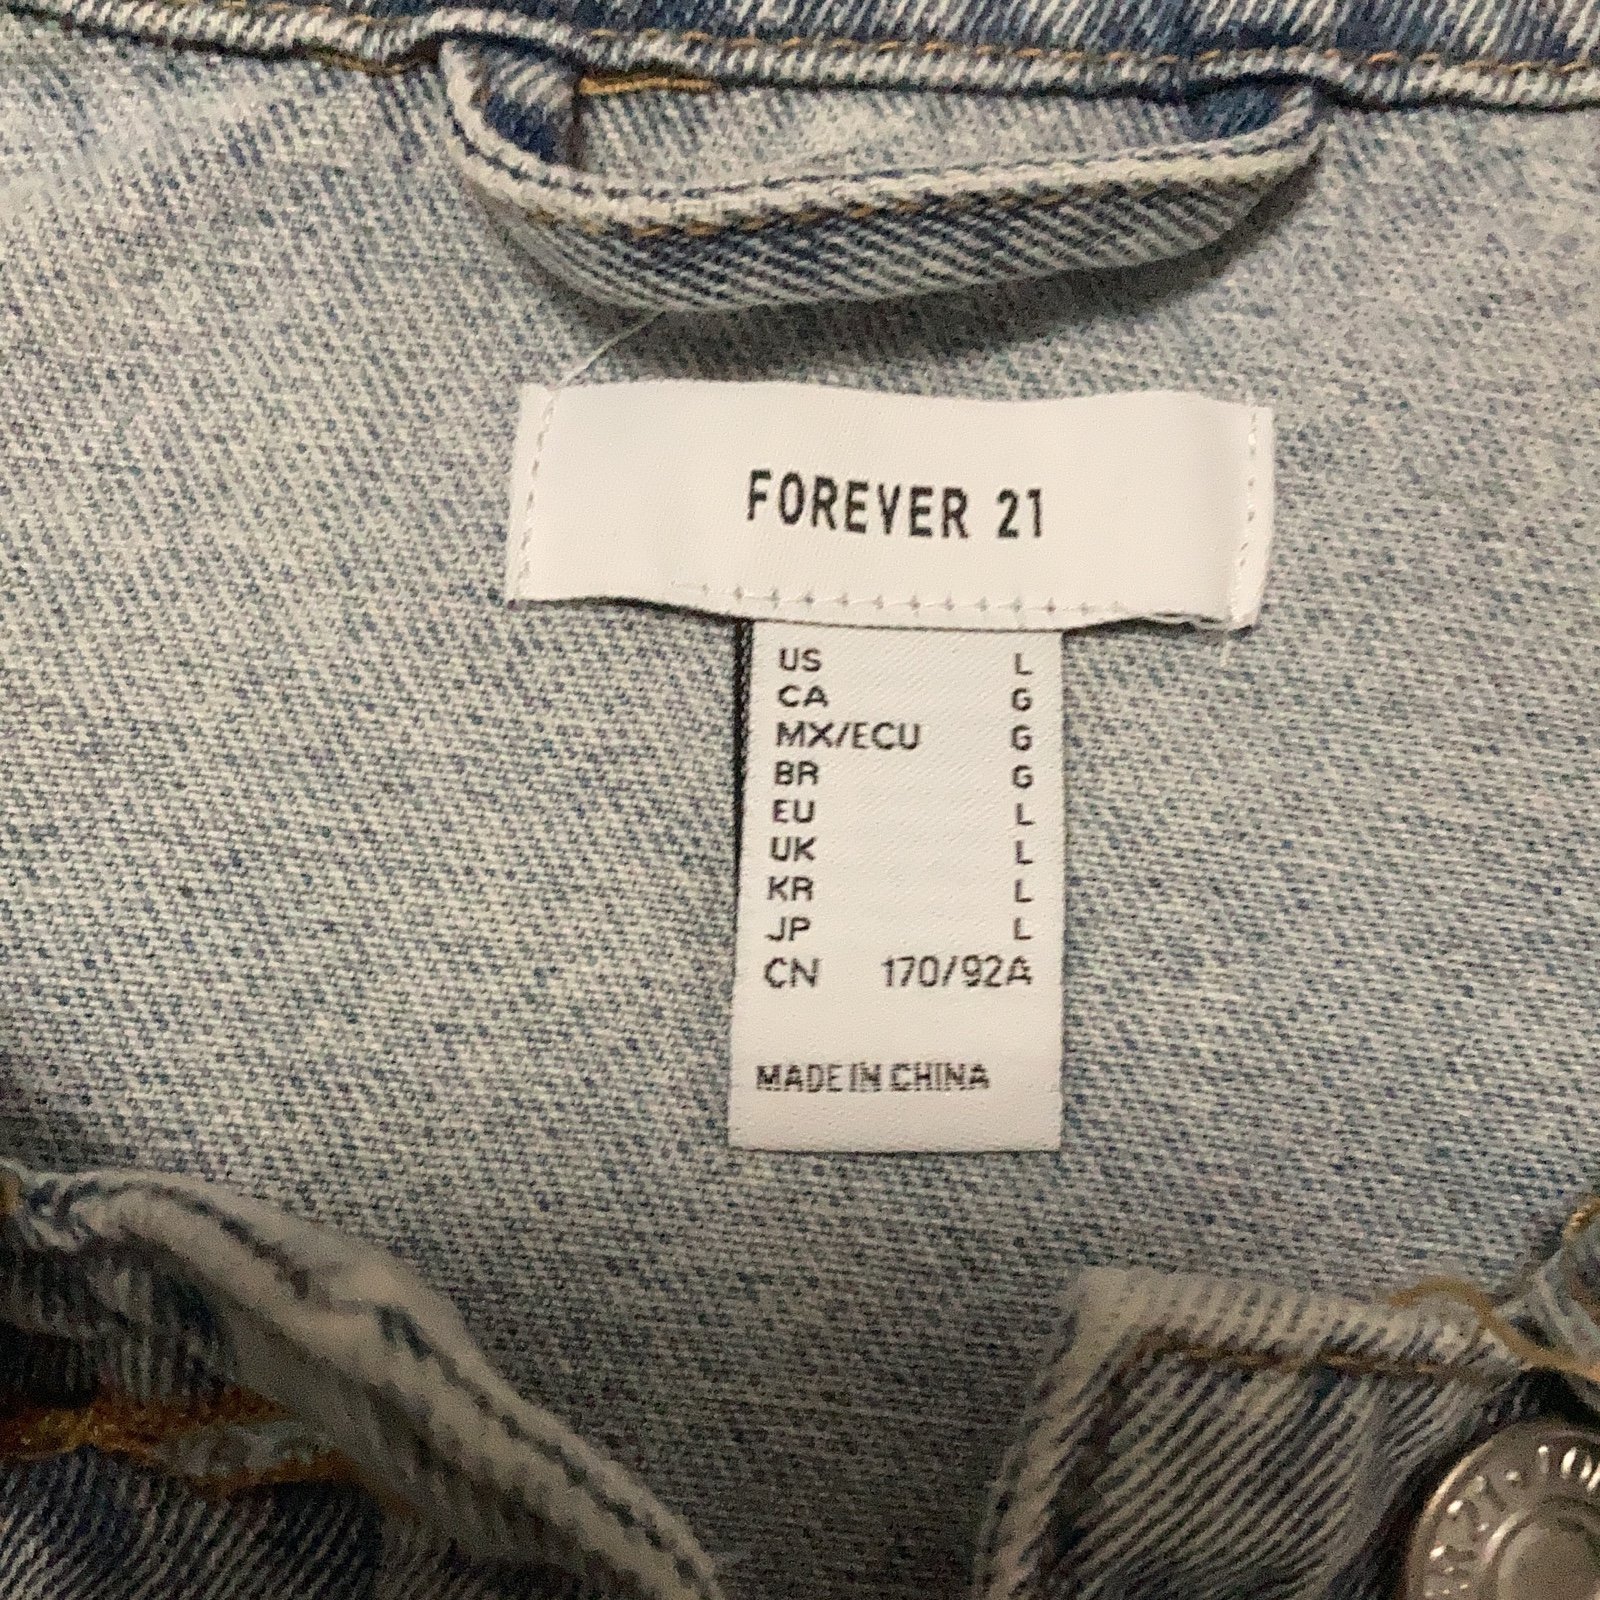 FOREVER 21
US L
CA G
MX/ECU G
BR G
EU L
UK L
KR L
JP L
CN 170/92A
MADE IN CHINA